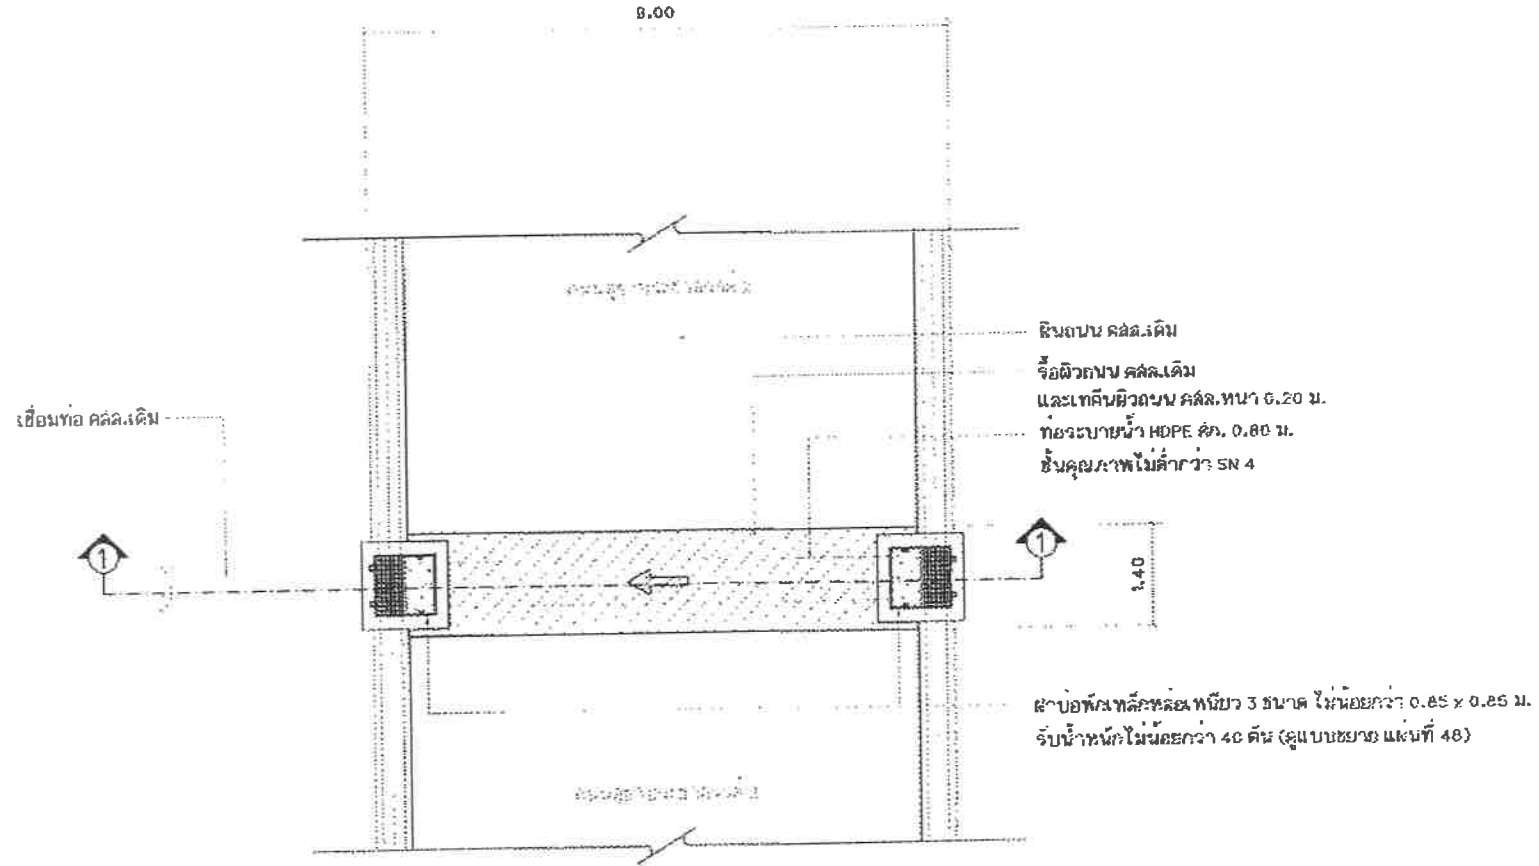 8.00
ผิวถนน คสล.เดิม
รื้อผิวถนน คสล.เดิม
และเทคืนผิวถนน คสล.หนา 0.20 ม.
เชื่อมท่อ คสล.เดิม
ท่อระบายน้ำ HDPE ศก. 0.80 ม.
ชั้นคุณภาพไม่ต่ำกว่า SN 4
1
1
1.40
ฝาบ่อพักเหล็กหล่อเหนียว 3 ขนาด ไม่น้อยกว่า 0.85 x 0.85 ม.
รับน้ำหนักไม่น้อยกว่า 40 ตัน (ดูแบบขยาย แผ่นที่ 48)